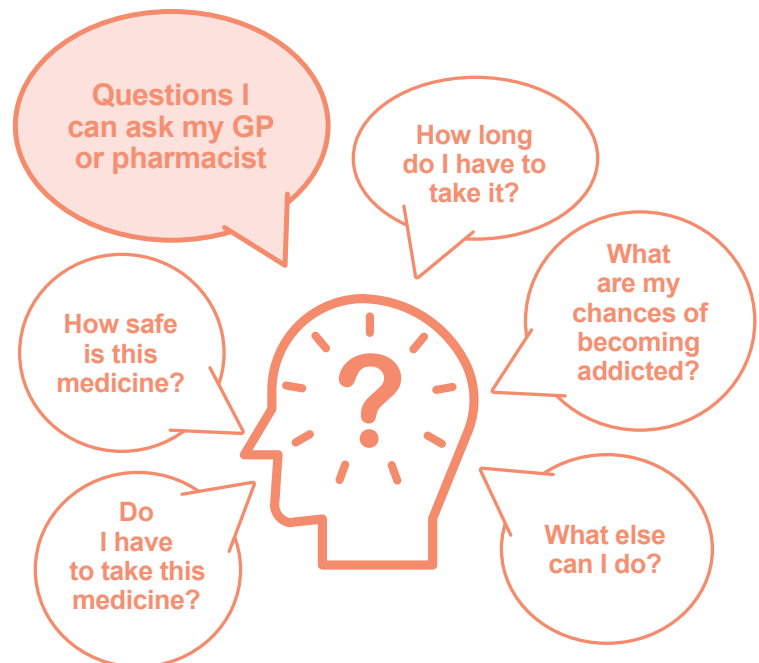 Questions I
can ask my GP
or pharmacist
How long
do I have to
take it?
What
are my
chances of
becoming
addicted?
How safe
is this
medicine?
?
Do
I have
to take this
medicine?
What else
can I do?